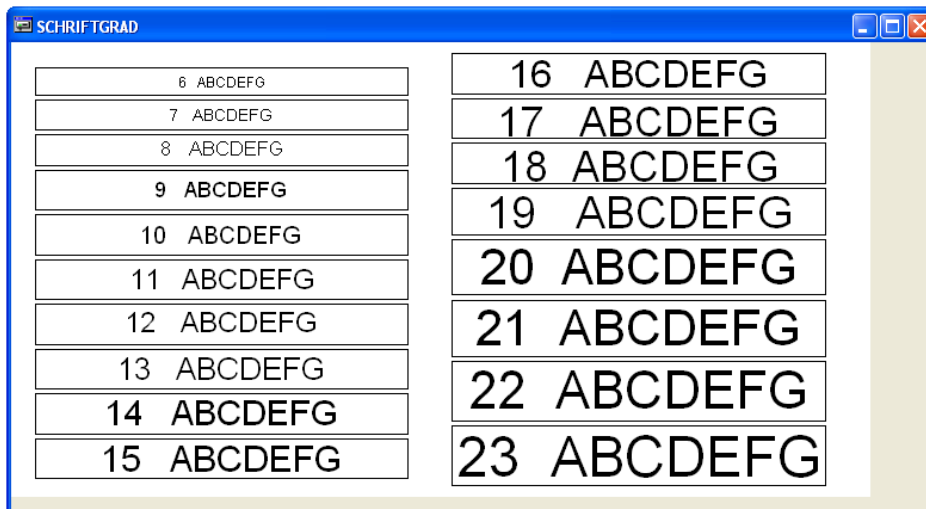 SCHRIFTGRAD
6 ABCDEFG
7 ABCDEFG
8 ABCDEFG
9 ABCDEFG
10 ABCDEFG
11 ABCDEFG
12 ABCDEFG
13 ABCDEFG
14 ABCDEFG
15 ABCDEFG
16 ABCDEFG
17 ABCDEFG
18 ABCDEFG
19 ABCDEFG
20 ABCDEFG
21 ABCDEFG
22 ABCDEFG
23 ABCDEFG